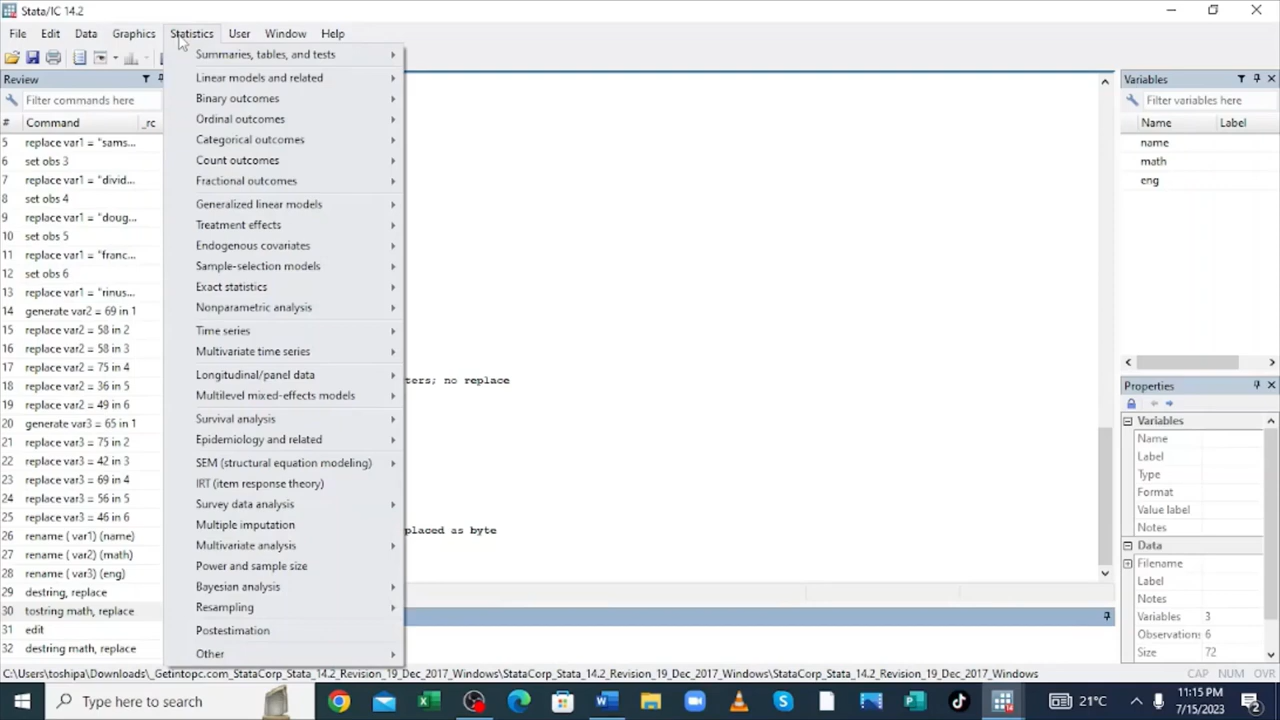 Stata/IC 14.2
File Edit Data Graphics Statistics User Window Help
Review
Filter commands here
# Command _rc
5 replace var1 = "sams...
6 set obs 3
7 replace var1 = "divid...
8 set obs 4
9 replace var1 = "doug...
10 set obs 5
11 replace var1 = "franc...
12 set obs 6
13 replace var1 = "rinus...
14 generate var2 = 69 in 1
15 replace var2 = 58 in 2
16 replace var2 = 58 in 3
17 replace var2 = 75 in 4
18 replace var2 = 36 in 5
19 replace var2 = 49 in 6
20 generate var3 = 65 in 1
21 replace var3 = 75 in 2
22 replace var3 = 42 in 3
23 replace var3 = 69 in 4
24 replace var3 = 56 in 5
25 replace var3 = 46 in 6
26 rename ( var1) (name)
27 rename ( var2) (math)
28 rename ( var3) (eng)
29 destring, replace
30 tostring math, replace
31 edit
32 destring math, replace
Summaries, tables, and tests
Linear models and related
Binary outcomes
Ordinal outcomes
Categorical outcomes
Count outcomes
Fractional outcomes
Generalized linear models
Treatment effects
Endogenous covariates
Sample-selection models
Exact statistics
Nonparametric analysis
Time series
Multivariate time series
Longitudinal/panel data
Multilevel mixed-effects models
Survival analysis
Epidemiology and related
SEM (structural equation modeling)
IRT (item response theory)
Survey data analysis
Multiple imputation
Multivariate analysis
Power and sample size
Bayesian analysis
Resampling
Postestimation
Other
ters; no replace
placed as byte
Variables
Filter variables here
Name Label
name
math
eng
Properties
Variables
Name
Label
Type
Format
Value label
Notes
Data
Filename
Label
Notes
Variables 3
Observations 6
Size 72
C:\Users\toshipa\Downloads\_Getintopc.com_StataCorp_Stata_14.2_Revision_19_Dec_2017_Windows\StataCorp_Stata_14.2_Revision_19_Dec_2017_Windows CAP NUM OVR
Type here to search
21°C
11:15 PM
7/15/2023
2